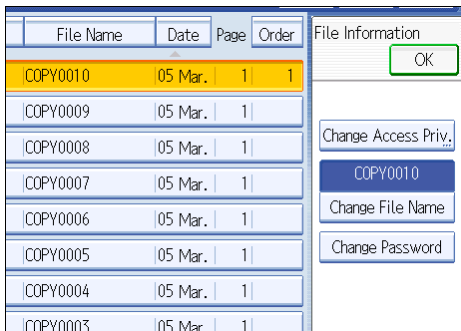 File Name Date Page Order
COPY0010 05 Mar. 1 1
COPY0009 05 Mar. 1
COPY0008 05 Mar. 1
COPY0007 05 Mar. 1
COPY0006 05 Mar. 1
COPY0005 05 Mar. 1
COPY0004 05 Mar. 1
COPY0003 05 Mar. 1
File Information
OK
Change Access Priv.
COPY0010
Change File Name
Change Password